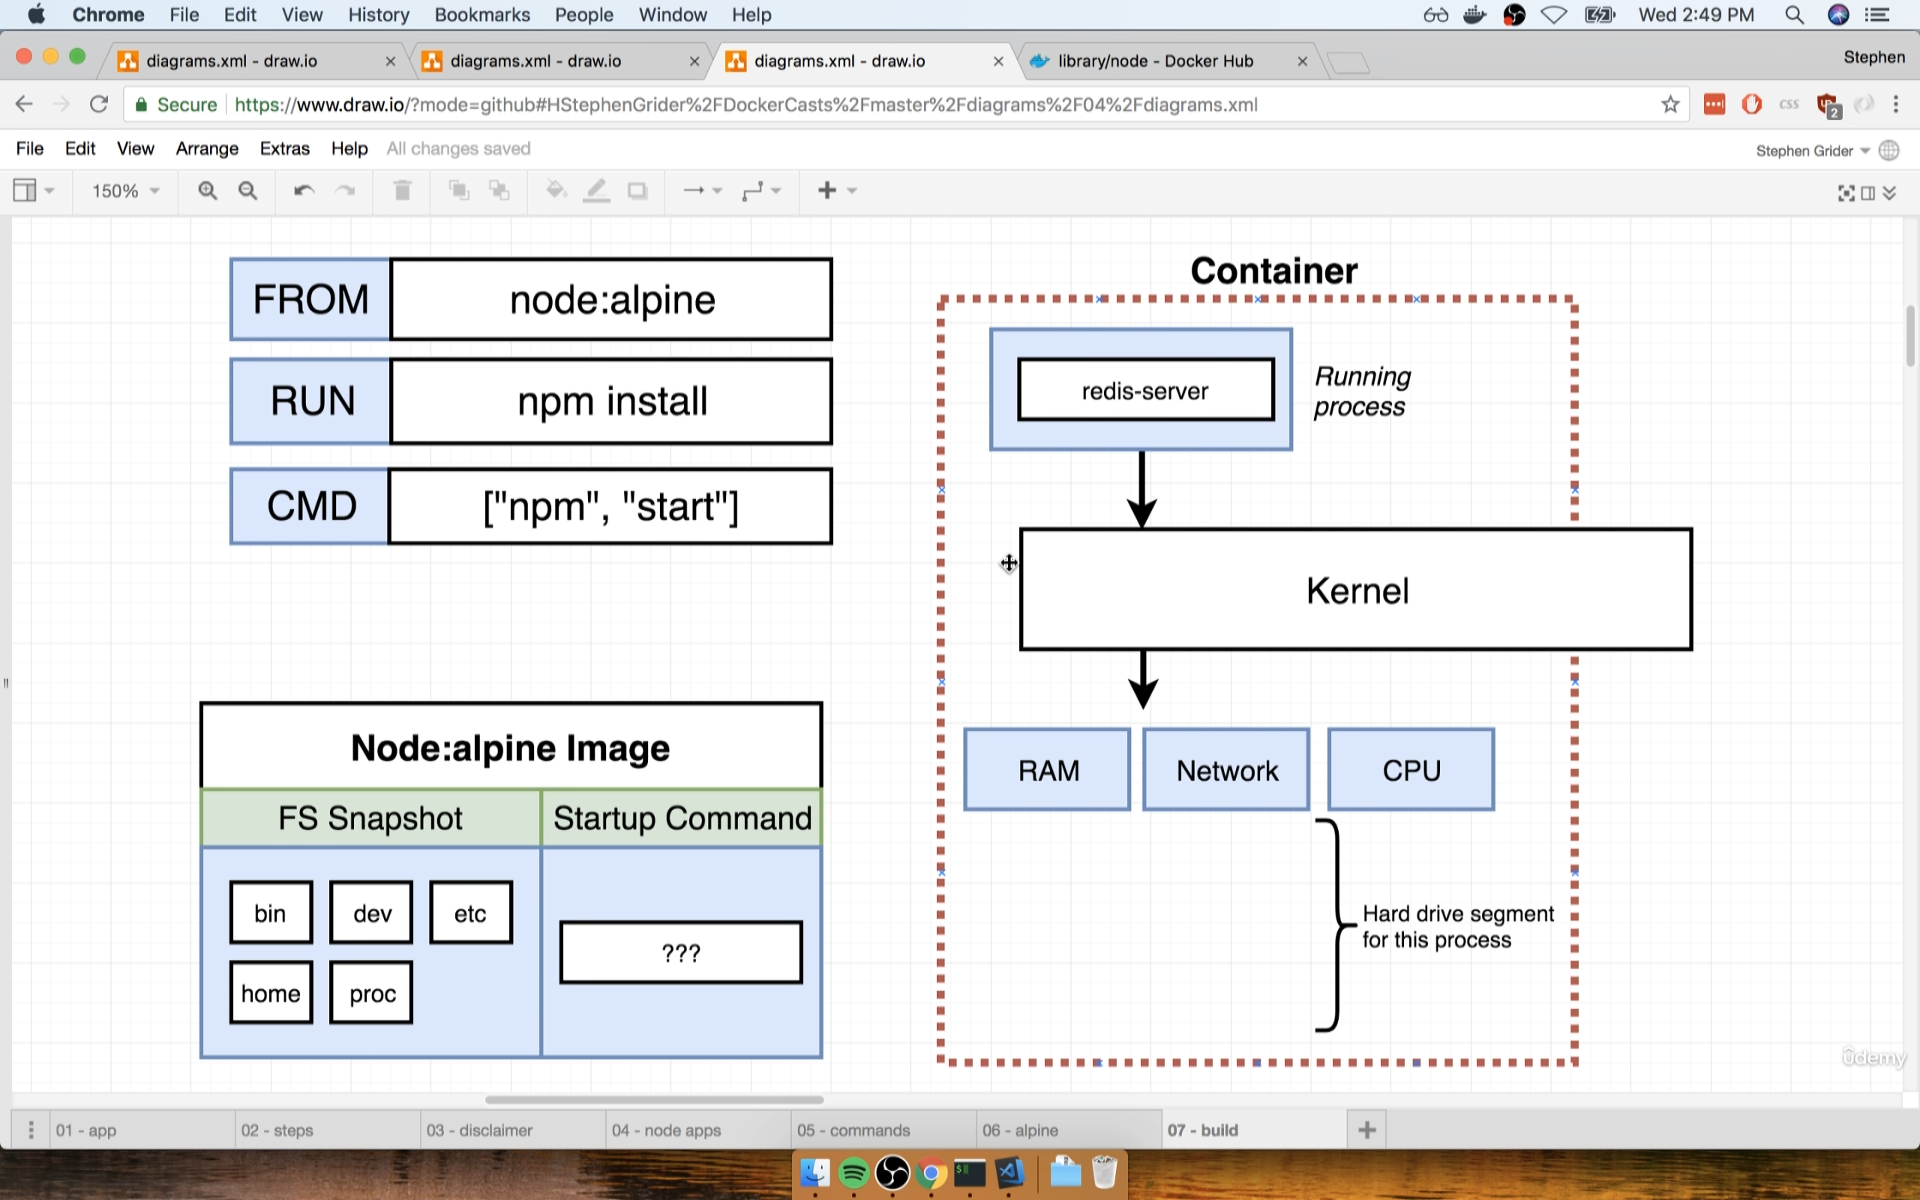 Chrome File Edit View History Bookmarks People Window Help
Wed 2:49 PM
diagrams.xml - draw.io
diagrams.xml - draw.io
diagrams.xml - draw.io
library/node - Docker Hub
Stephen
Secure
https://www.draw.io/?mode=github#HStephenGrider%2FDockerCasts%2Fmaster%2Fdiagrams%2F04%2Fdiagrams.xml
css
2
File Edit View Arrange Extras Help All changes saved
Stephen Grider
150%
FROM node:alpine
RUN npm install
CMD ["npm", "start"]
Container
redis-server
Running
process
Kernel
RAM Network CPU
Hard drive segment
for this process
Node:alpine Image
FS Snapshot Startup Command
bin dev etc
home proc
???
ûdemy
01 - app
02 - steps
03 - disclaimer
04 - node apps
05 - commands
06 - alpine
07 - build